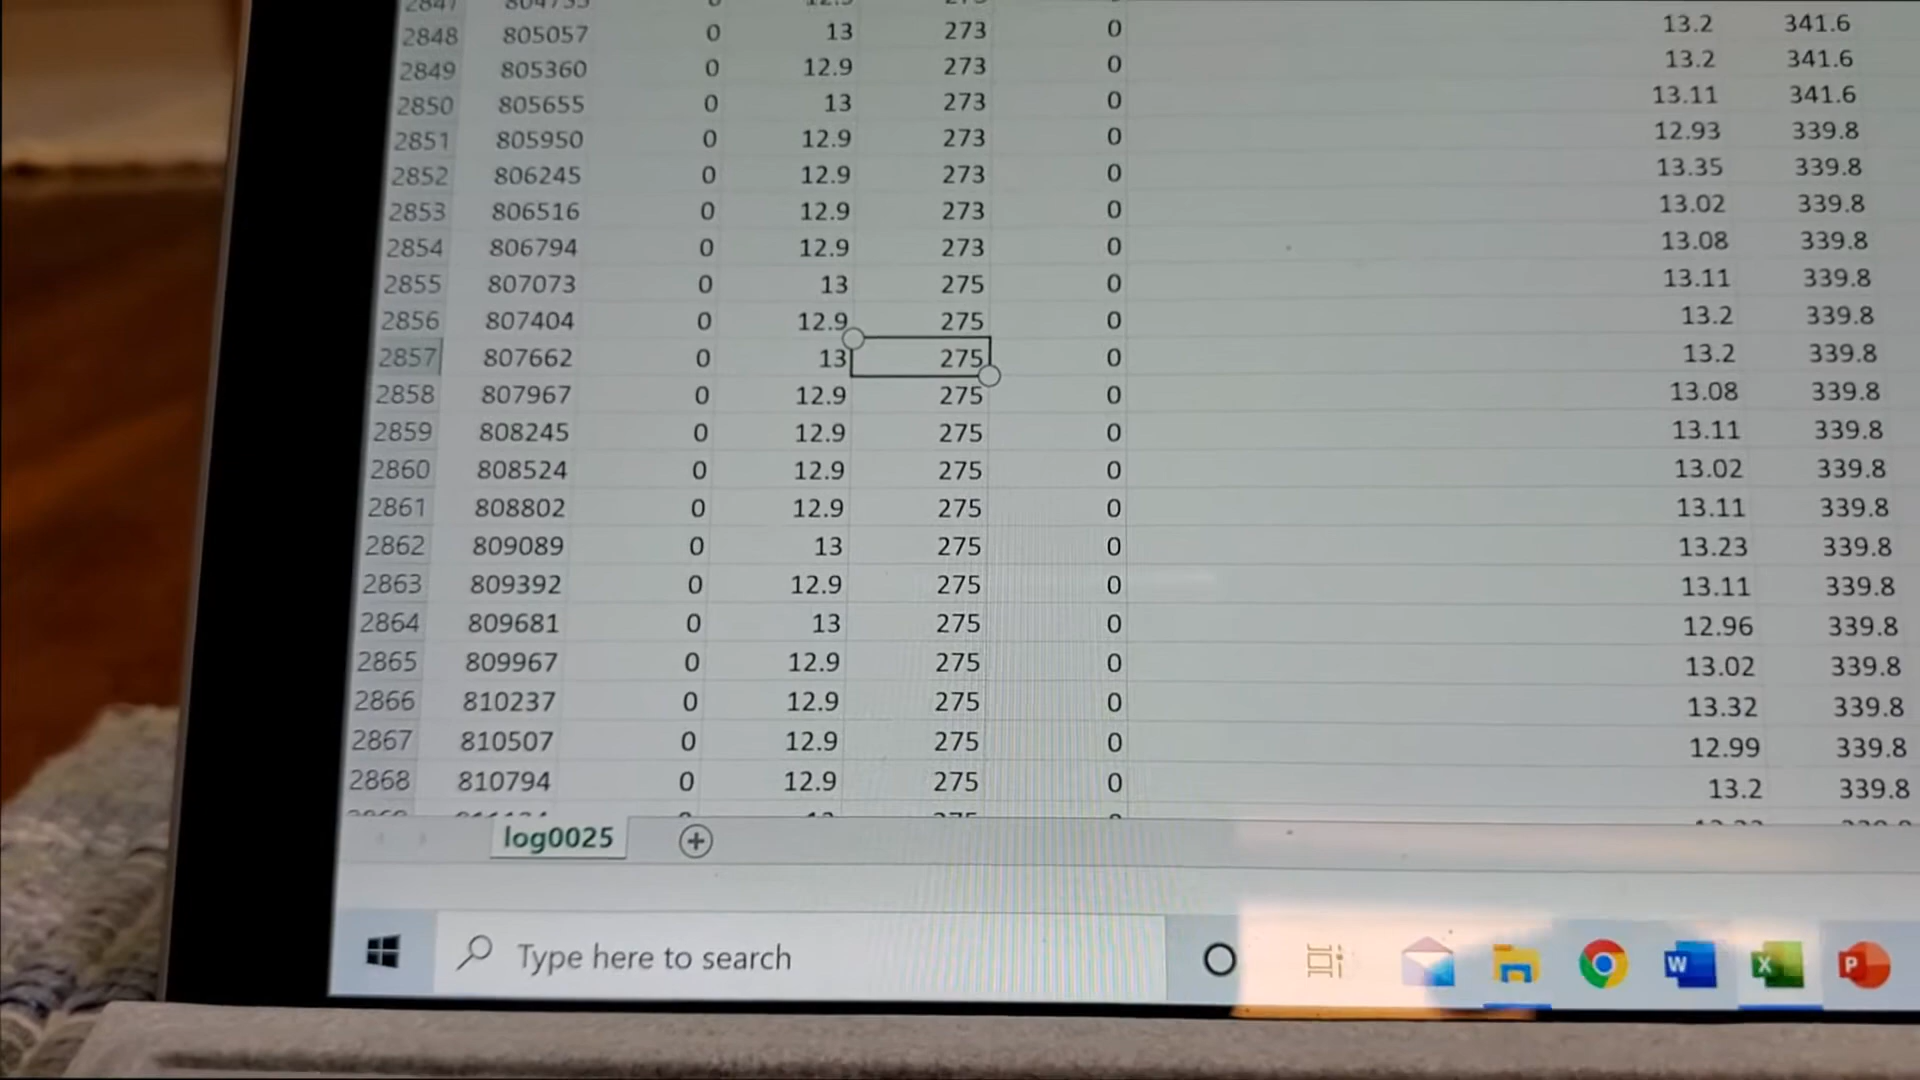 2848 805057 0 13 273 0 13.2 341.6
2849 805360 0 12.9 273 0 13.2 341.6
2850 805655 0 13 273 0 13.11 341.6
2851 805950 0 12.9 273 0 12.93 339.8
2852 806245 0 12.9 273 0 13.35 339.8
2853 806516 0 12.9 273 0 13.02 339.8
2854 806794 0 12.9 273 0 13.08 339.8
2855 807073 0 13 275 0 13.11 339.8
2856 807404 0 12.9 275 0 13.2 339.8
2857 807662 0 13 275 0 13.2 339.8
2858 807967 0 12.9 275 0 13.08 339.8
2859 808245 0 12.9 275 0 13.11 339.8
2860 808524 0 12.9 275 0 13.02 339.8
2861 808802 0 12.9 275 0 13.11 339.8
2862 809089 0 13 275 0 13.23 339.8
2863 809392 0 12.9 275 0 13.11 339.8
2864 809681 0 13 275 0 12.96 339.8
2865 809967 0 12.9 275 0 13.02 339.8
2866 810237 0 12.9 275 0 13.32 339.8
2867 810507 0 12.9 275 0 12.99 339.8
2868 810794 0 12.9 275 0 13.2 339.8
log0025
Type here to search
W X P